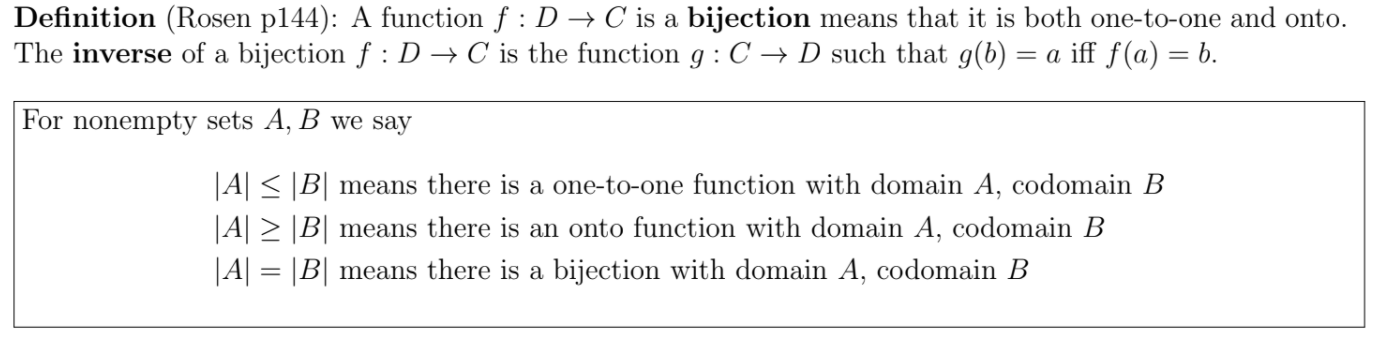 Definition (Rosen p144): A function f : D → C is a bijection means that it is both one-to-one and onto.
The inverse of a bijection f : D → C is the function g : C → D such that g(b) = a iff f(a) = b.
For nonempty sets A, B we say
|A| ≤ |B| means there is a one-to-one function with domain A, codomain B
|A| ≥ |B| means there is an onto function with domain A, codomain B
|A| = |B| means there is a bijection with domain A, codomain B